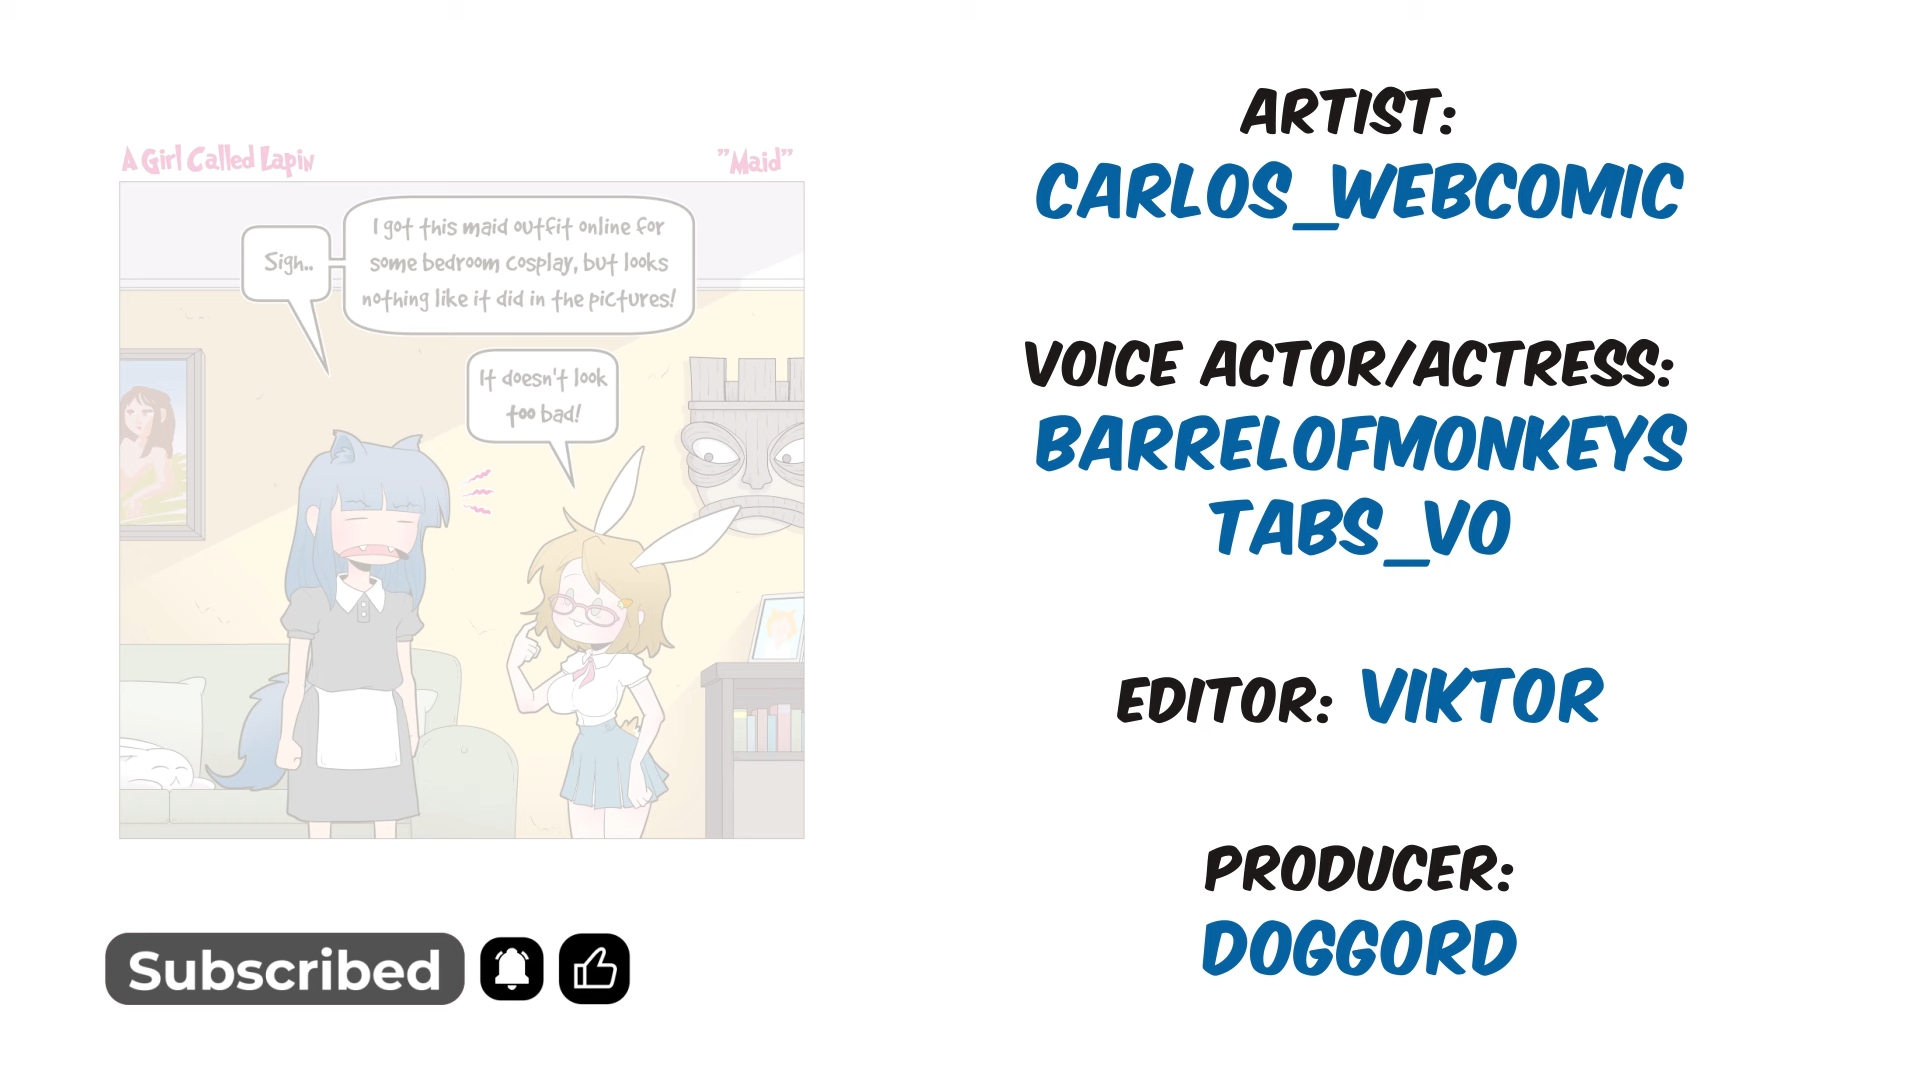 A Girl Called Lapin
"Maid"
Sigh..
I got this maid outfit online for
some bedroom cosplay, but looks
nothing like it did in the pictures!
It doesn't look
too bad!
Subscribed
ARTIST:
CARLOS_WEBCOMIC
VOICE ACTOR/ACTRESS:
BARRELOFMONKEYS
TABS_VO
EDITOR: VIKTOR
PRODUCER:
DOGGORD